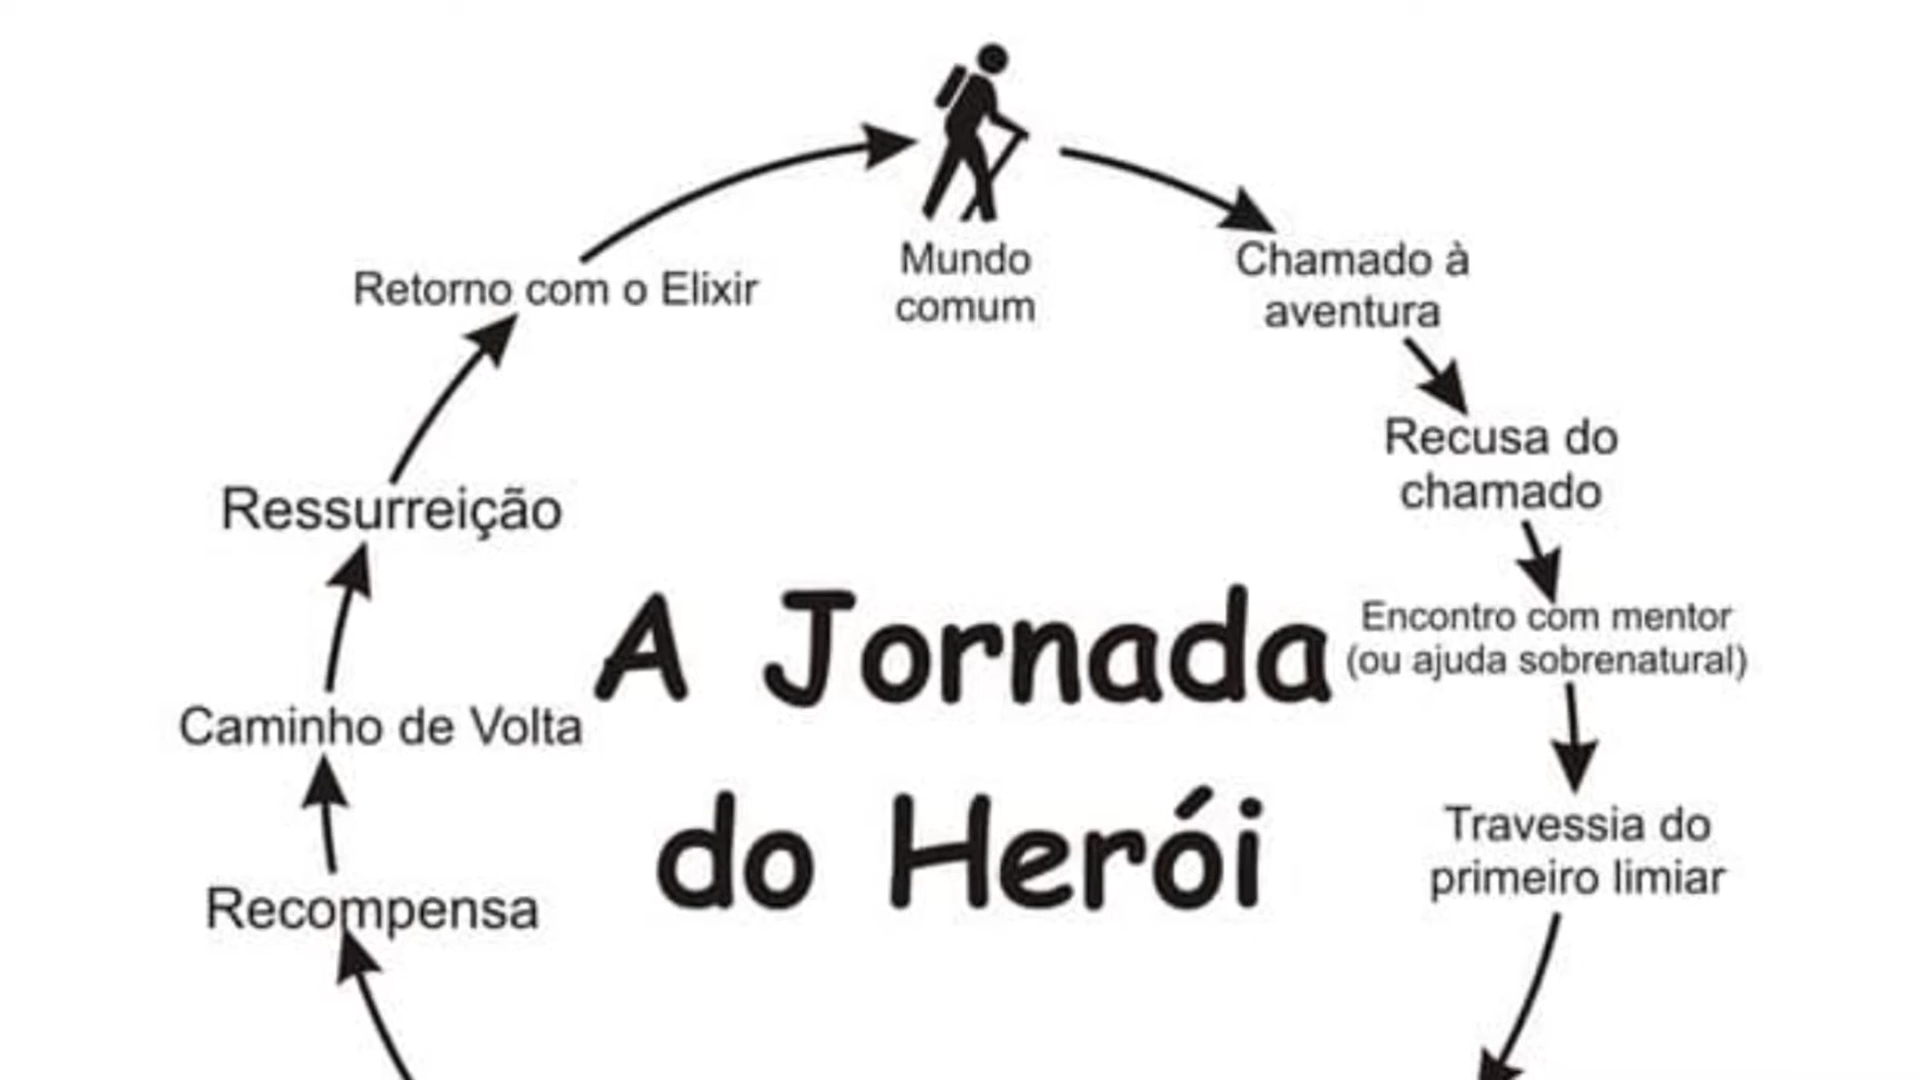 Mundo
comum
Chamado à
aventura
Recusa do
chamado
Encontro com mentor
(ou ajuda sobrenatural)
Travessia do
primeiro limiar
Recompensa
Caminho de Volta
Ressurreição
Retorno com o Elixir
A Jornada
do Herói